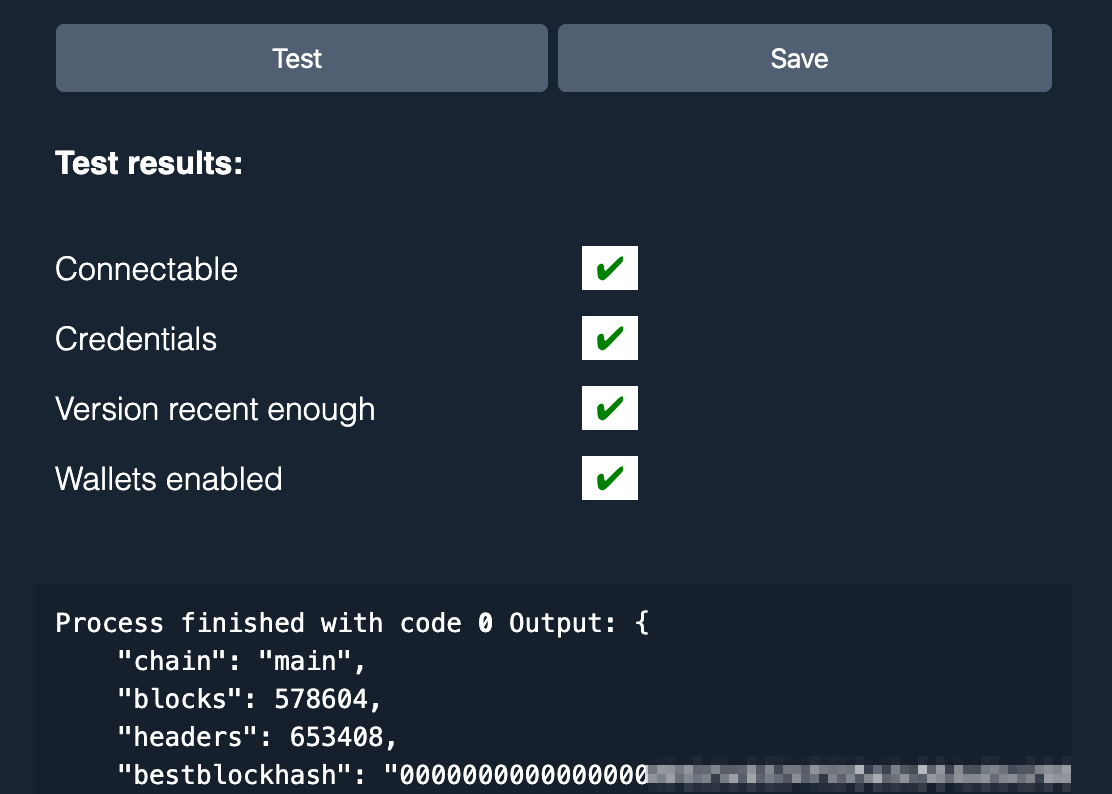 Test Save
Test results:
Connectable ✔
Credentials ✔
Version recent enough ✔
Wallets enabled ✔
Process finished with code 0 Output: {
    "chain": "main",
    "blocks": 578604,
    "headers": 653408,
    "bestblockhash": "0000000000000000